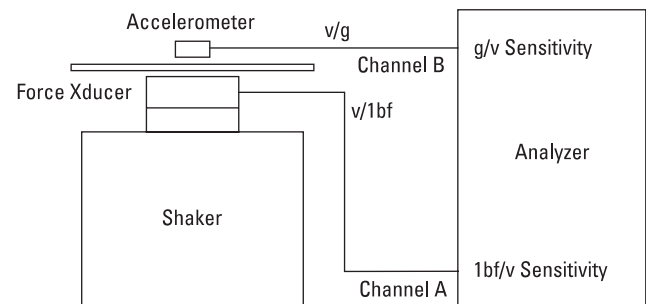 Accelerometer
v/g
Channel B
g/v Sensitivity
Force Xducer
v/1bf
Analyzer
Shaker
1bf/v Sensitivity
Channel A